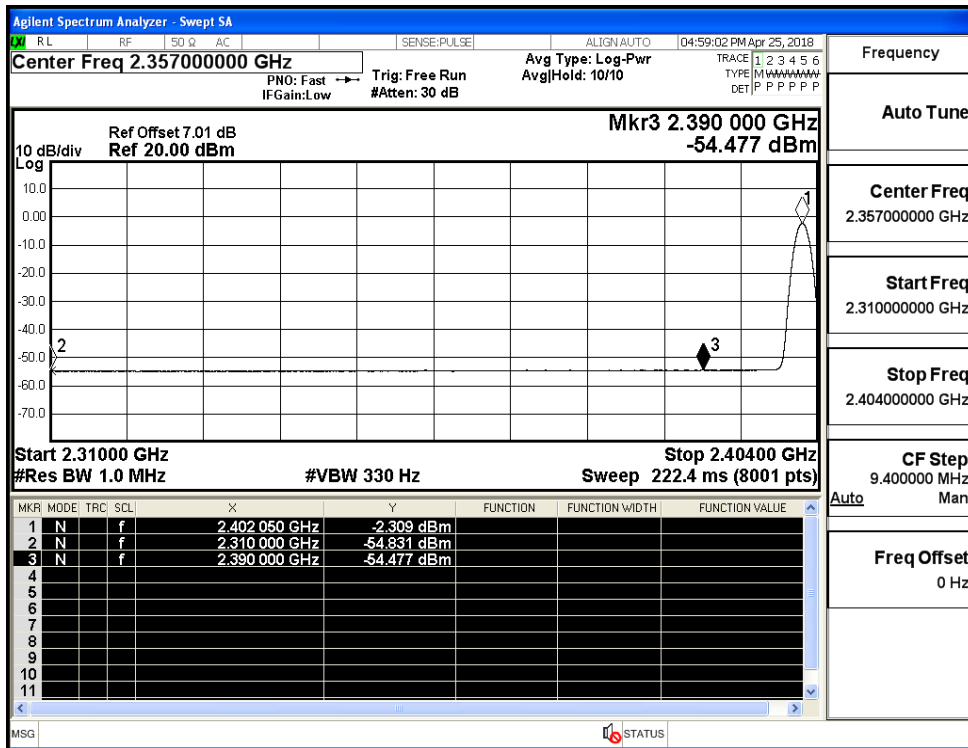 Agilent Spectrum Analyzer - Swept SA
LXI RL RF 50 Ω AC SENSE:PULSE ALIGNAUTO 04:59:02 PM Apr 25, 2018
Center Freq 2.357000000 GHz
PNO: Fast
IFGain:Low
Trig: Free Run
#Atten: 30 dB
Avg Type: Log-Pwr
Avg|Hold: 10/10
TRACE 1 2 3 4 5 6
TYPE M WWWWW
DET P P P P P P
Mkr3 2.390 000 GHz
-54.477 dBm
Ref Offset 7.01 dB
10 dB/div Ref 20.00 dBm
Log
10.0
0.00
-10.0
-20.0
-30.0
-40.0
-50.0
-60.0
-70.0
1
2
3
Start 2.31000 GHz Stop 2.40400 GHz
#Res BW 1.0 MHz #VBW 330 Hz Sweep 222.4 ms (8001 pts)
MKR MODE TRC SCL X Y FUNCTION FUNCTION WIDTH FUNCTION VALUE
1 N f 2.402 050 GHz -2.309 dBm
2 N f 2.310 000 GHz -54.831 dBm
3 N f 2.390 000 GHz -54.477 dBm
4
5
6
7
8
9
10
11
MSG STATUS
Frequency
Auto Tune
Center Freq
2.357000000 GHz
Start Freq
2.310000000 GHz
Stop Freq
2.404000000 GHz
CF Step
9.400000 MHz
Auto Man
Freq Offset
0 Hz